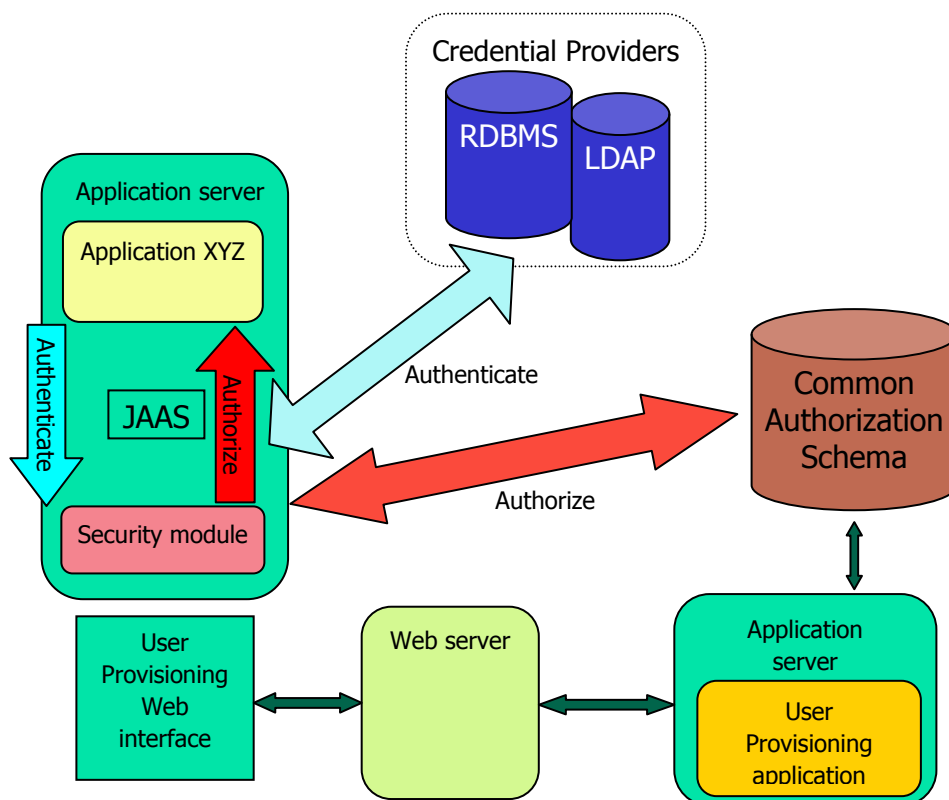 Credential Providers
RDBMS
LDAP
Application server
Application XYZ
Authenticate
JAAS
Authorize
Security module
Authenticate
Authorize
Common
Authorization
Schema
User
Provisioning
Web
interface
Web server
Application
server
User
Provisioning
application